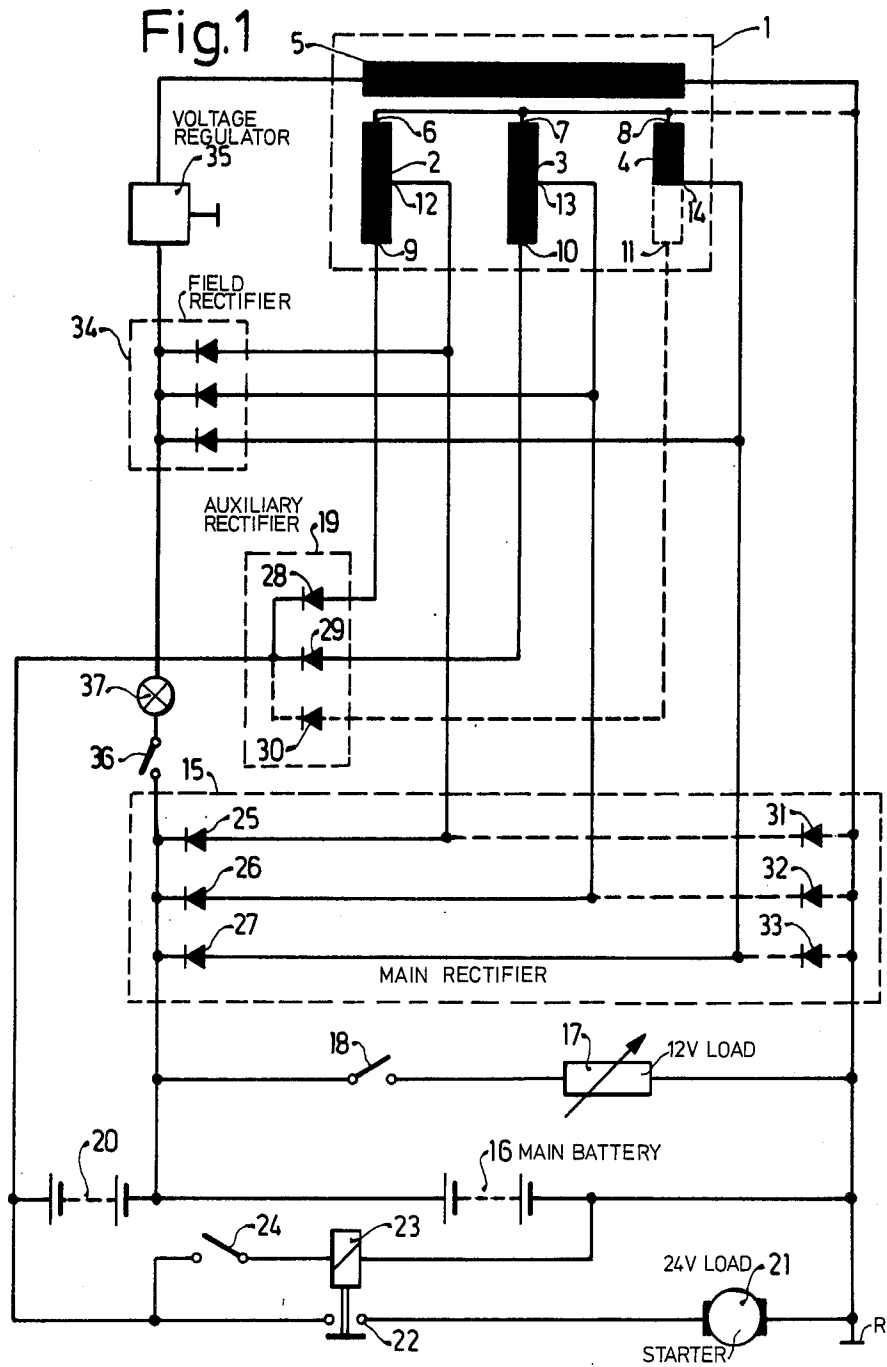 Fig.1
5
1
VOLTAGE
REGULATOR
35
6
7
8
2
3
4
12
13
14
9
10
11
FIELD
RECTIFIER
34
AUXILIARY
RECTIFIER
19
28
29
37
30
36
15
25
31
26
32
27
33
MAIN RECTIFIER
18
17
12V LOAD
20
16 MAIN BATTERY
24
23
24V LOAD
21
22
R
STARTER